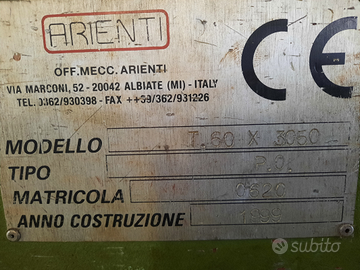 ARIENTI
CE
OFF.MECC. ARIENTI
VIA MARCONI, 52 - 20042 ALBIATE (MI) - ITALY
TEL. 0362/930398 - FAX ++39/362/931226
MODELLO T.60 X 3050
TIPO P.O.
MATRICOLA 0520
ANNO COSTRUZIONE
subito